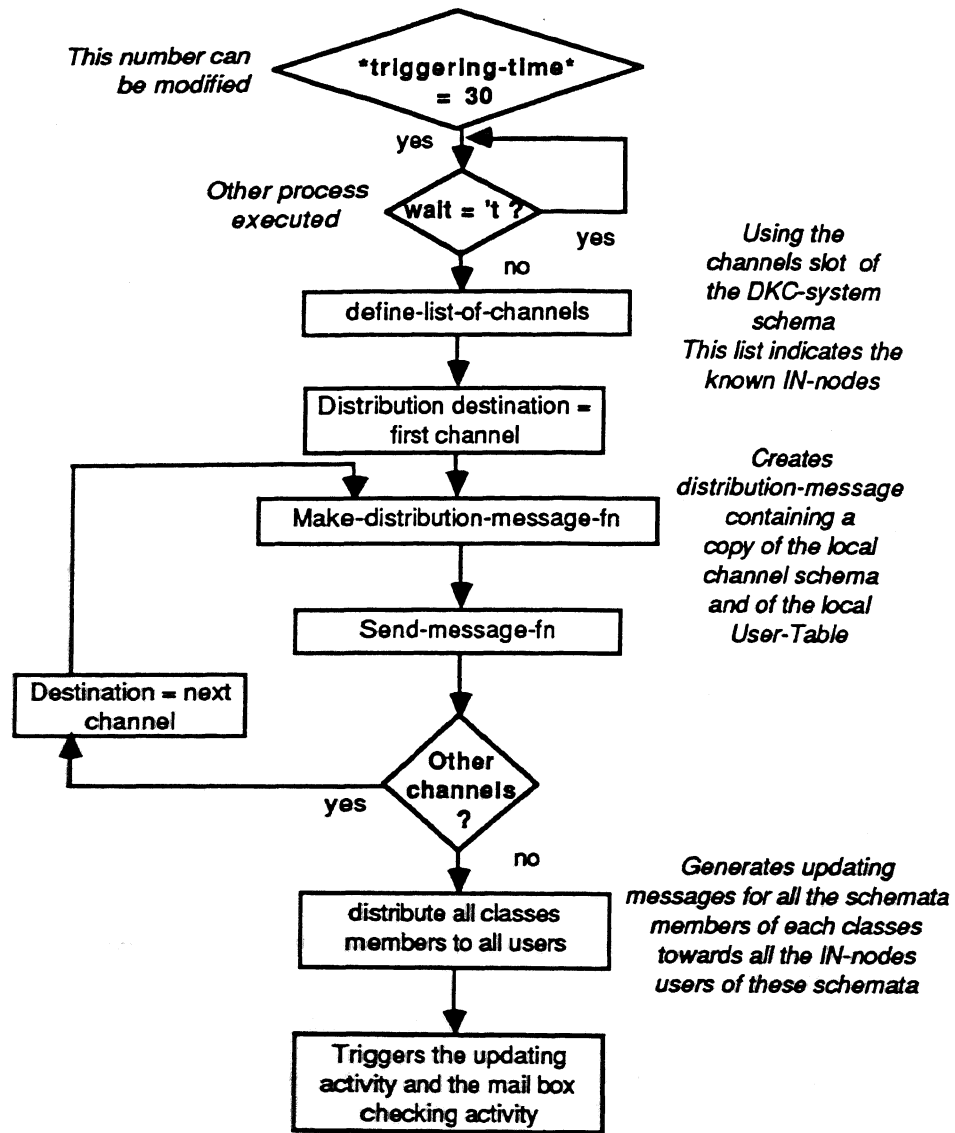 This number can
be modified
*triggering-time*
= 30
yes
Other process
executed
wait = 't ?
yes
no
define-list-of-channels
Using the
channels slot of
the DKC-system
schema
This list indicates the
known IN-nodes
Distribution destination =
first channel
Make-distribution-message-fn
Creates
distribution-message
containing a
copy of the local
channel schema
and of the local
User-Table
Send-message-fn
Destination = next
channel
Other
channels
?
yes
no
distribute all classes
members to all users
Generates updating
messages for all the schemata
members of each classes
towards all the IN-nodes
users of these schemata
Triggers the updating
activity and the mail box
checking activity